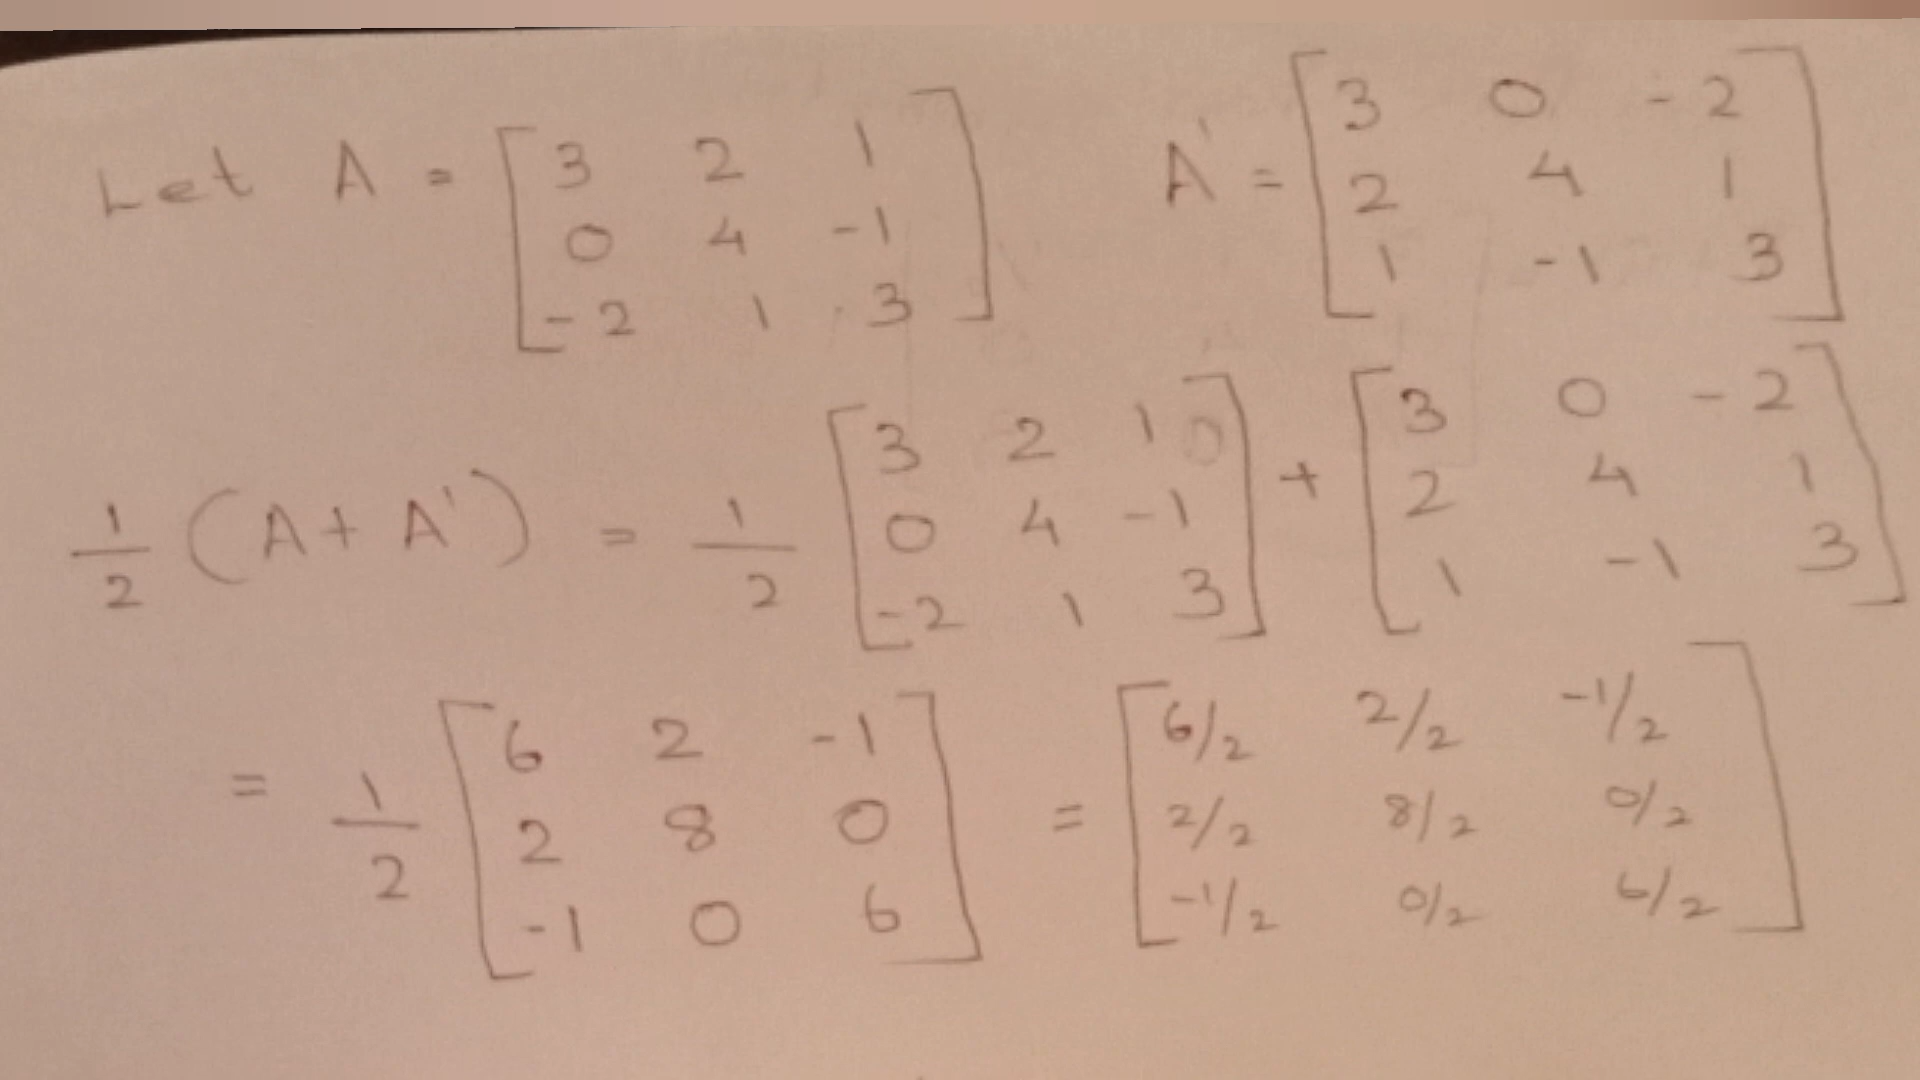 Let A = [ 3 2 1 A' = [ 3 0 -2
0 4 -1 2 4 1
-2 1 3 ] 1 -1 3 ]
1/2 (A + A') = 1/2 [ 3 2 1 + [ 3 0 -2
0 4 -1 2 4 1
-2 1 3 ] 1 -1 3 ]
= 1/2 [ 6 2 -1 = [ 6/2 2/2 -1/2
2 8 0 2/2 8/2 0/2
-1 0 6 ] -1/2 0/2 6/2 ]